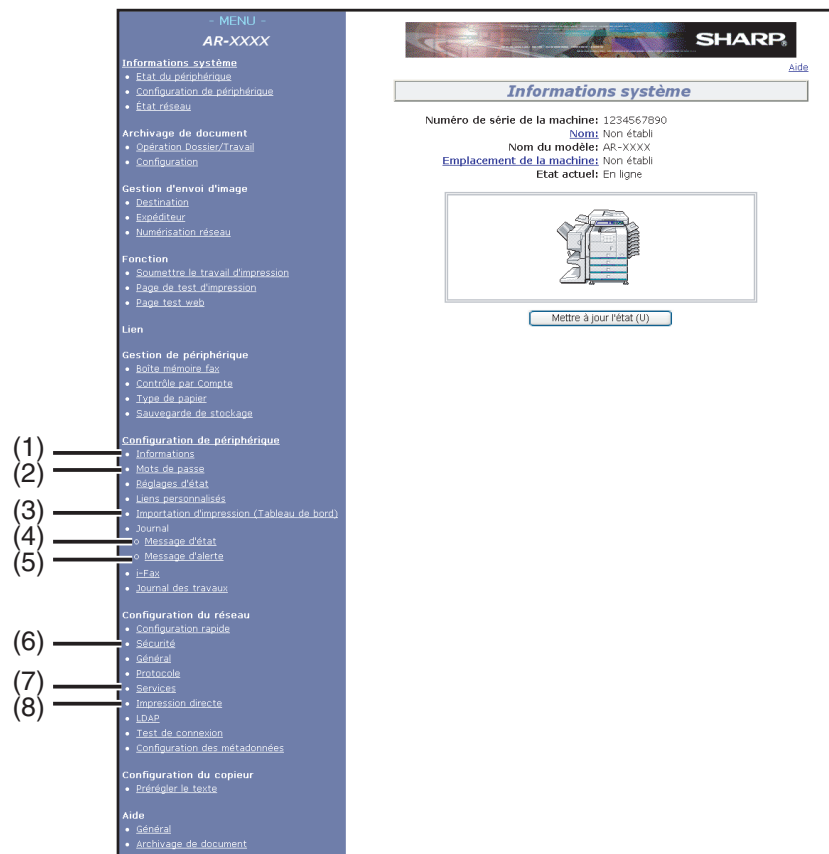 - MENU -
AR-XXXX
Informations système
• Etat du périphérique
• Configuration de périphérique
• État réseau
Archivage de document
• Opération Dossier/Travail
• Configuration
Gestion d'envoi d'image
• Destination
• Expéditeur
• Numérisation réseau
Fonction
• Soumettre le travail d'impression
• Page de test d'impression
• Page test web
Lien
Gestion de périphérique
• Boîte mémoire fax
• Contrôle par Compte
• Type de papier
• Sauvegarde de stockage
Configuration de périphérique
(1) • Informations
(2) • Mots de passe
• Réglages d'état
• Liens personnalisés
(3) • Importation d'impression (Tableau de bord)
• Journal
(4) o Message d'état
(5) o Message d'alerte
• i-Fax
• Journal des travaux
Configuration du réseau
• Configuration rapide
(6) • Sécurité
• Général
• Protocole
(7) • Services
(8) • Impression directe
• LDAP
• Test de connexion
• Configuration des métadonnées
Configuration du copieur
• Prérégler le texte
Aide
• Général
• Archivage de document
SHARP®
Aide
Informations système
Numéro de série de la machine: 1234567890
Nom: Non établi
Nom du modèle: AR-XXXX
Emplacement de la machine: Non établi
Etat actuel: En ligne
Mettre à jour l'état (U)